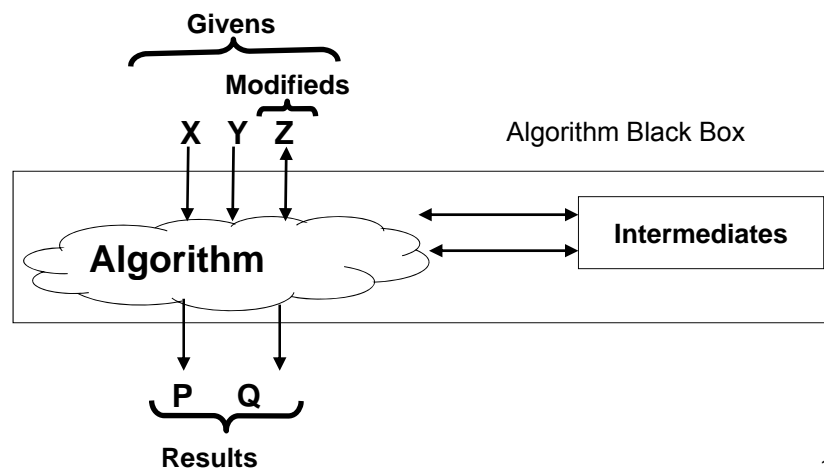 Givens
Modifieds
X Y Z
Algorithm Black Box
Algorithm
Intermediates
P Q
Results